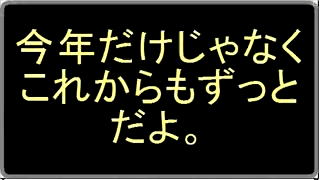 今年だけじゃなく
これからもずっと
だよ。